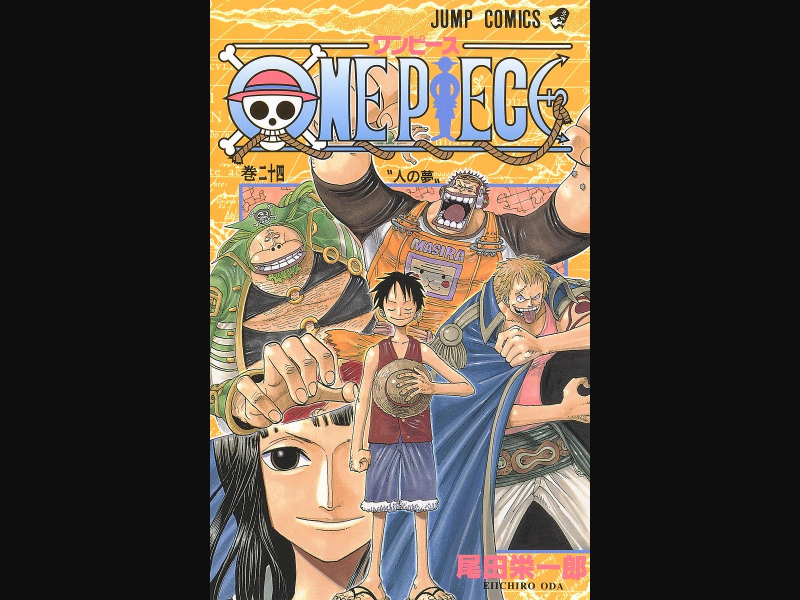 JUMP COMICS
ワンピース
ONE PIECE
巻二十四
〝人の夢〟
MASIRA
尾田栄一郎
EIICHIRO ODA